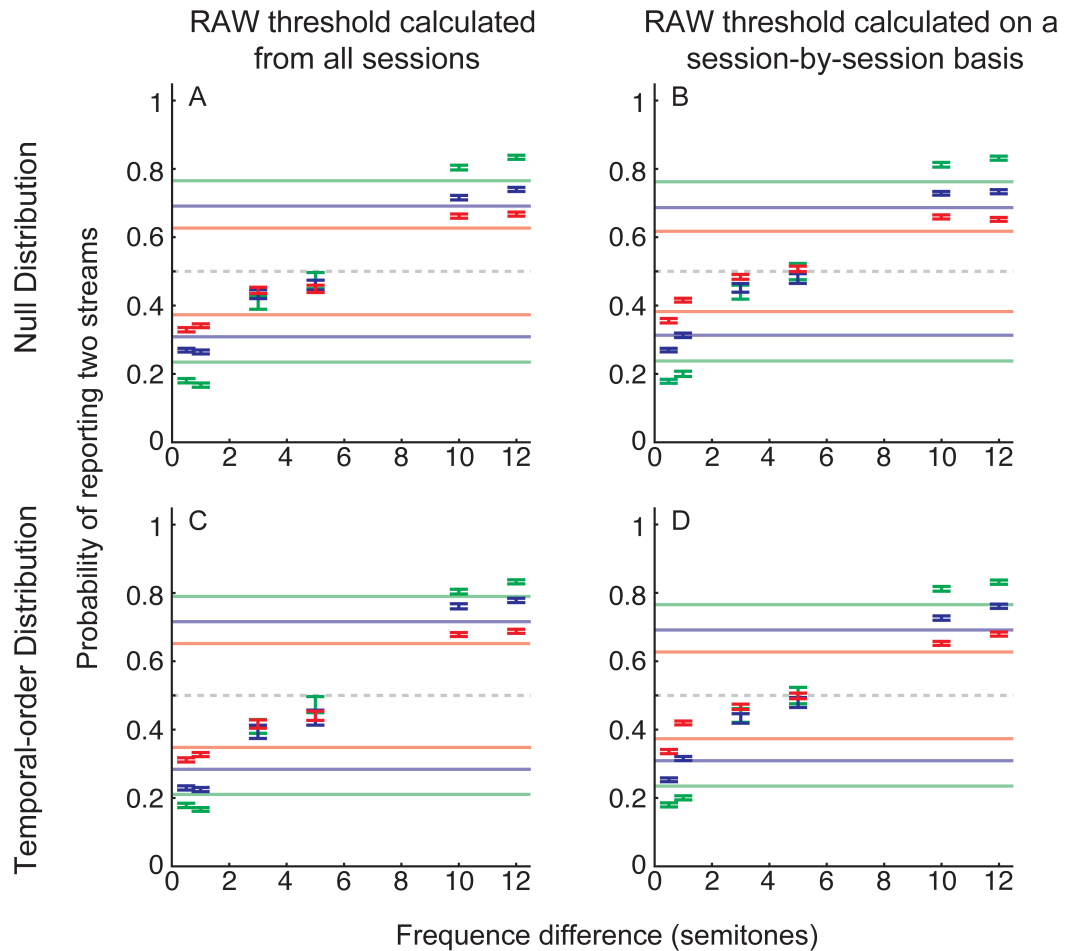 RAW threshold calculated
from all sessions
RAW threshold calculated on a
session-by-session basis
Null Distribution
Temporal-order Distribution
Probability of reporting two streams
A
1
0.8
0.6
0.4
0.2
0
0 2 4 6 8 10 12
B
1
0.8
0.6
0.4
0.2
0
0 2 4 6 8 10 12
C
1
0.8
0.6
0.4
0.2
0
0 2 4 6 8 10 12
D
1
0.8
0.6
0.4
0.2
0
0 2 4 6 8 10 12
Frequence difference (semitones)